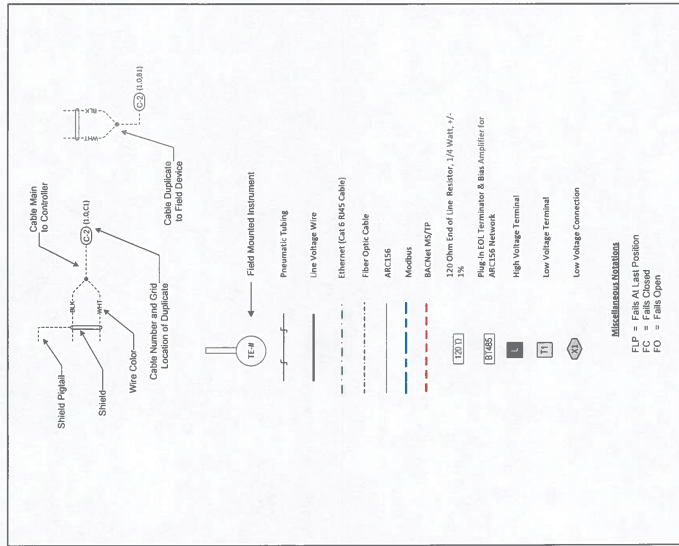 Shield Pigtail
Shield
Wire Color
Cable Number and Grid
Location of Duplicate
Cable Main
to Controller
BLK
WHT
C-2 (1.0,C1)
WHT
BLK
C-2 (1.0,B1)
Cable Duplicate
to Field Device
TE-#
Field Mounted Instrument
Pneumatic Tubing
Line Voltage Wire
Ethernet (Cat 6 RJ45 Cable)
Fiber Optic Cable
ARC156
Modbus
BACNet MS/TP
120 Ω 120 Ohm End of Line Resistor, 1/4 Watt, +/-
1%
BT485 Plug-In EOL Terminator & Bias Amplifier for
ARC156 Network
L High Voltage Terminal
T1 Low Voltage Terminal
X1 Low Voltage Connection
Miscellaneous Notations
FLP = Fails At Last Position
FC = Fails Closed
FO = Fails Open